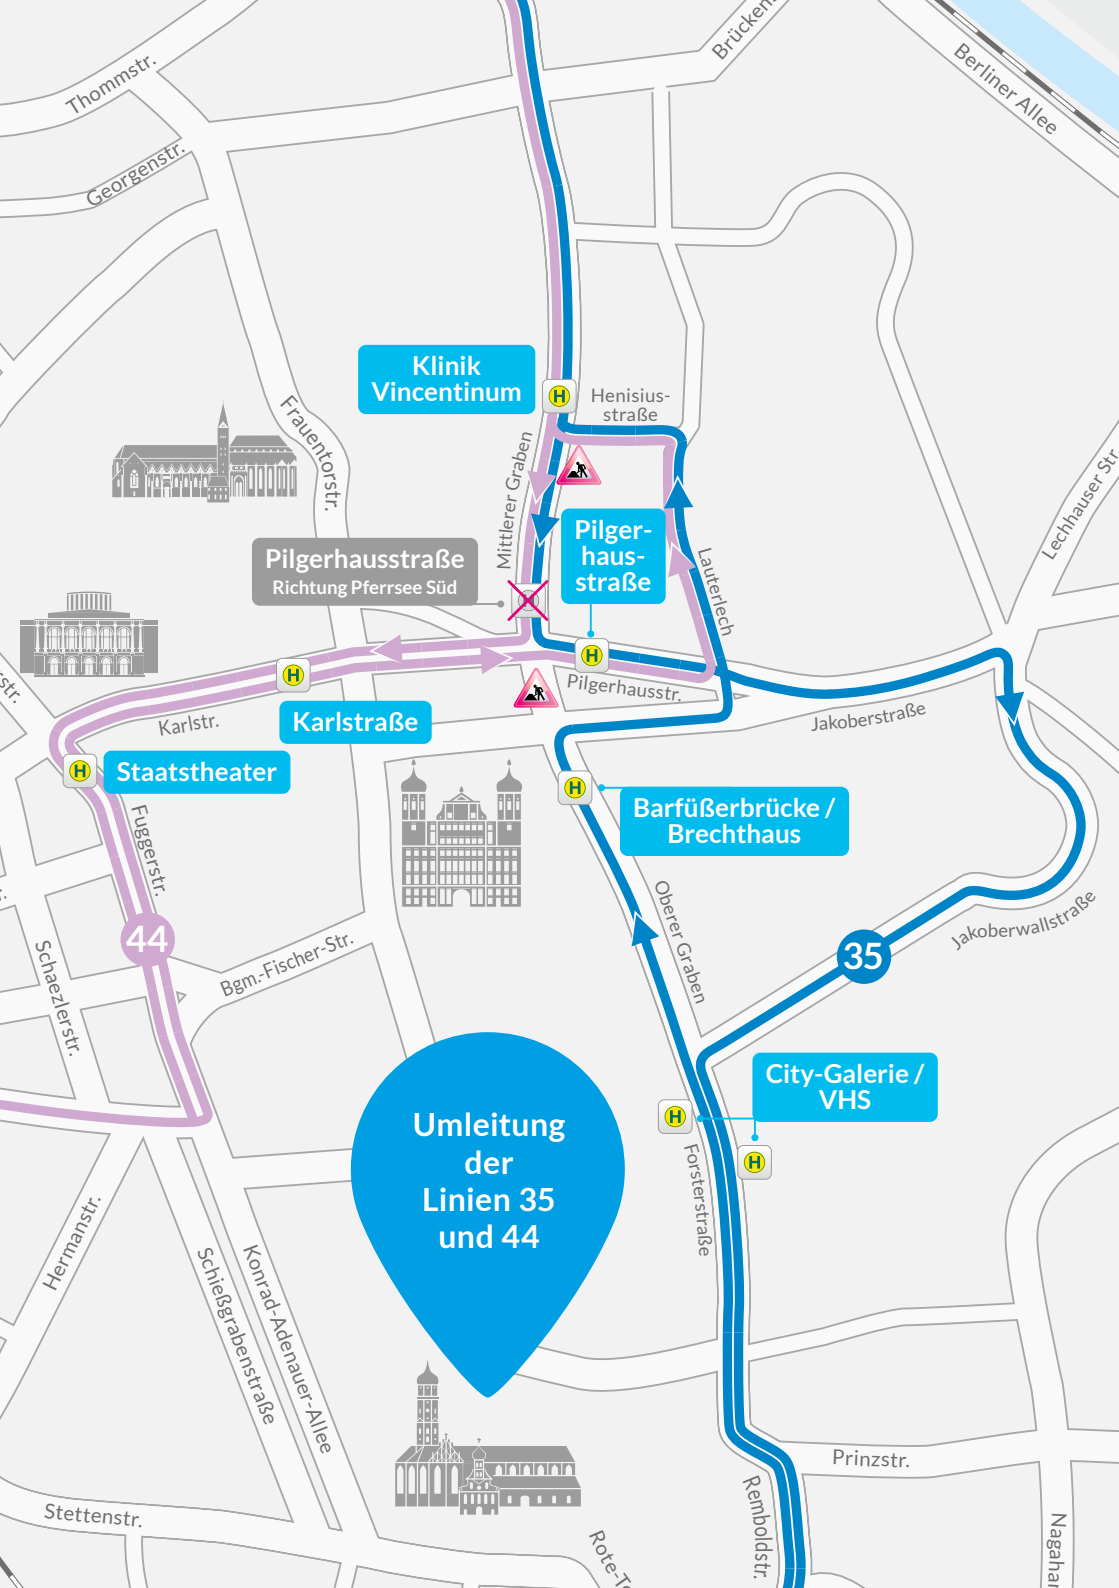 Thommstr.
Berliner Allee
Georgenstr.
Klinik
Vincentinum
H
Henisius-
straße
Frauentorstr.
Mittlerer Graben
Lechhauser Str.
Pilgerhausstraße
Richtung Pferrsee Süd
Pilger-
haus-
straße
Lauterlech
H
H
Pilgerhausstr.
Karlstr.
Karlstraße
Jakoberstraße
H
Staatstheater
H
Barfüßerbrücke /
Brechthaus
Fuggerstr.
Oberer Graben
Jakoberwallstraße
44
35
Schaezlerstr.
Bgm.-Fischer-Str.
City-Galerie /
VHS
H
H
Umleitung
der
Linien 35
und 44
Forsterstraße
Hermanstr.
Schießgrabenstraße
Konrad-Adenauer-Allee
Prinzstr.
Remboldstr.
Stettenstr.